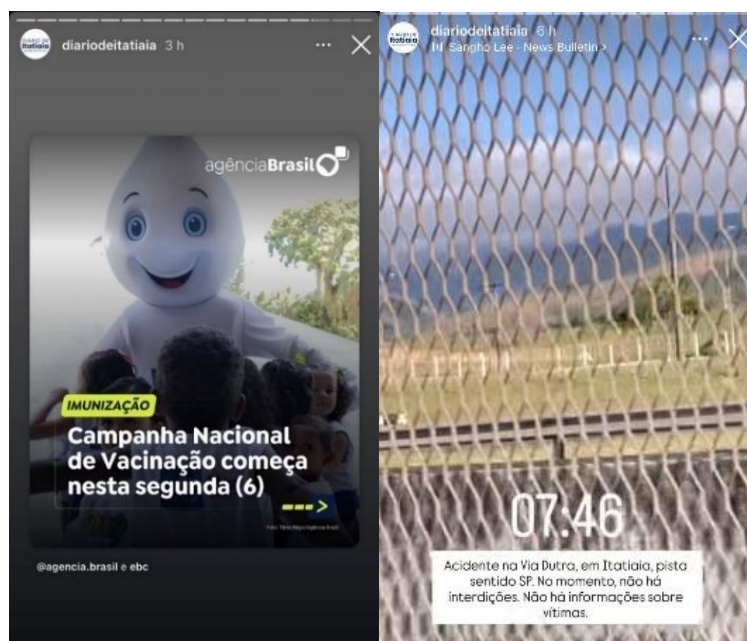 diariodeitatiaia 3 h
agênciaBrasil
IMUNIZAÇÃO
Campanha Nacional
de Vacinação começa
nesta segunda (6)
@agencia.brasil e ebc
diariodeitatiaia 6 h
Sangho Lee - News Bulletin >
07:46
Acidente na Via Dutra, em Itatiaia, pista
sentido SP. No momento, não há
interdições. Não há informações sobre
vítimas.